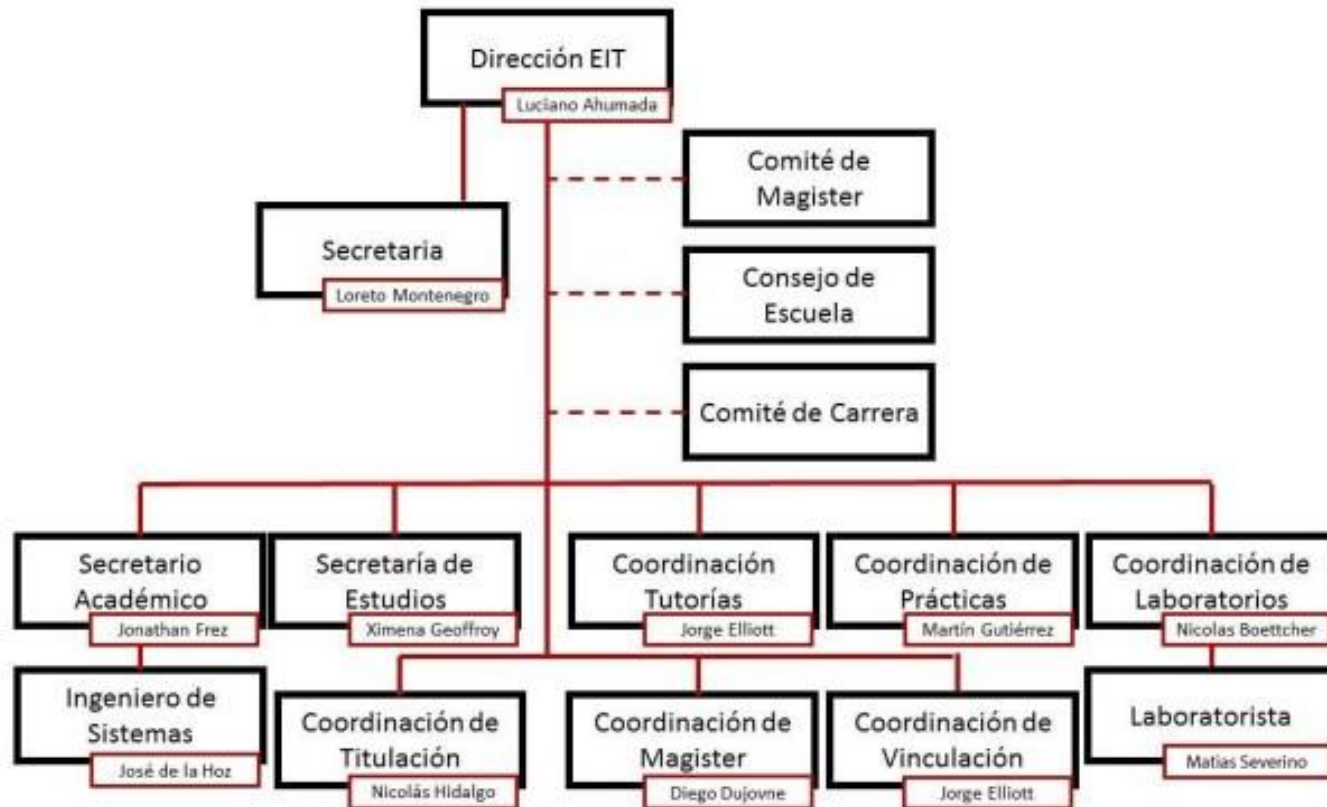 Dirección EIT
Luciano Ahumada
Comité de
Magister
Secretaria
Loreto Montenegro
Consejo de
Escuela
Comité de Carrera
Secretario
Académico
Jonathan Frez
Secretaría de
Estudios
Ximena Geoffroy
Coordinación
Tutorías
Jorge Elliott
Coordinación de
Prácticas
Martín Gutiérrez
Coordinación de
Laboratorios
Nicolas Boettcher
Ingeniero de
Sistemas
José de la Hoz
Coordinación de
Titulación
Nicolás Hidalgo
Coordinación de
Magister
Diego Dujovne
Coordinación de
Vinculación
Jorge Elliott
Laboratorista
Matias Severino